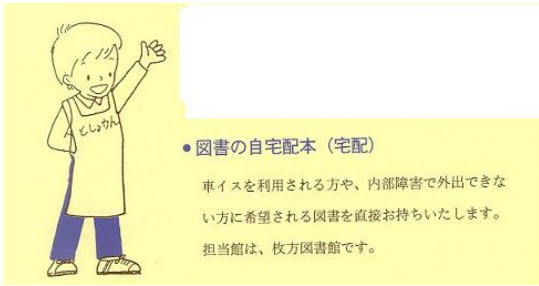 としょかん
●図書の自宅配本（宅配）
車イスを利用される方や、内部障害で外出できな
い方に希望される図書を直接お持ちいたします。
担当館は、枚方図書館です。